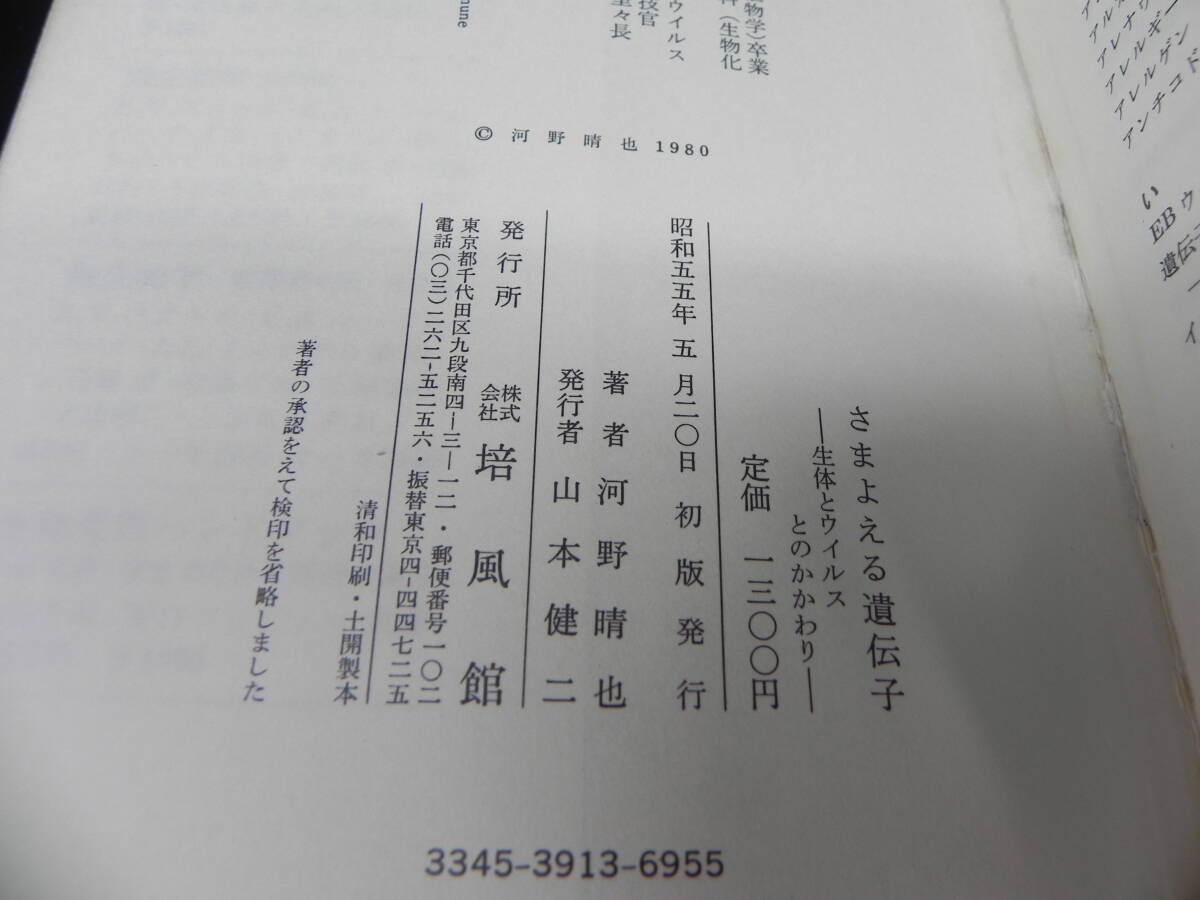 アレルギー
アレルゲン
アンチコド
い
EBウ
遺伝子
イ
物学)卒業
科(生物化
ウイルス
技官
室々長
mune
© 河野晴也 1980
さまよえる遺伝子
―生体とウイルス
とのかかわり―
定価 一三〇〇円
昭和五五年五月二〇日 初版発行
著者 河野晴也
発行者 山本健二
発行所 株式会社 培風館
東京都千代田区九段南四―三―一二・郵便番号一〇二
電話(〇三)二六二―五二五六・振替東京四―四四七二五
清和印刷・土開製本
著者の承認をえて検印を省略しました
3345-3913-6955